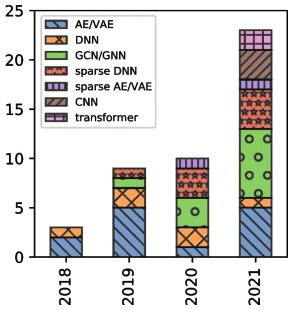 25
20
15
10
5
0
AE/VAE
DNN
GCN/GNN
sparse DNN
sparse AE/VAE
CNN
transformer
2018
2019
2020
2021